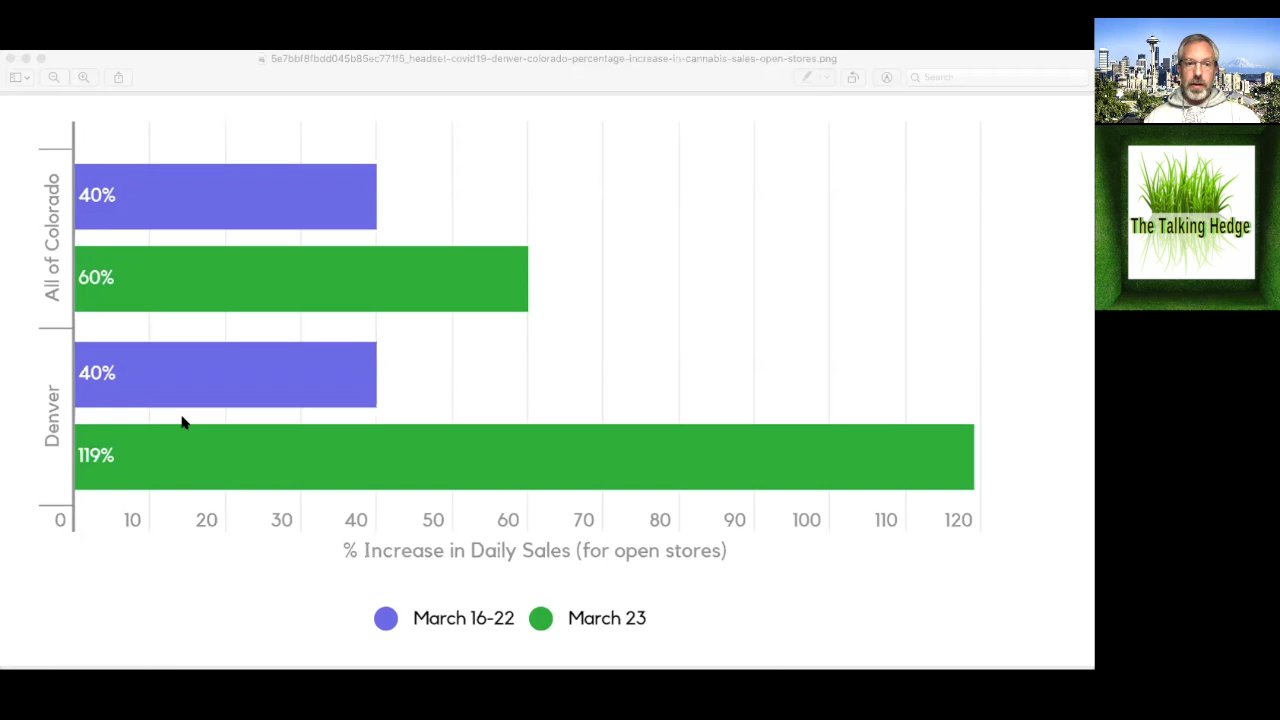 5e7bbf8fbdd045b85ec771f5_headset-covid19-denver-colorado-percentage-increase-in-cannabis-sales-open-stores.png
Search
All of Colorado
40%
60%
Denver
40%
119%
0 10 20 30 40 50 60 70 80 90 100 110 120
% Increase in Daily Sales (for open stores)
March 16-22 March 23
The Talking Hedge